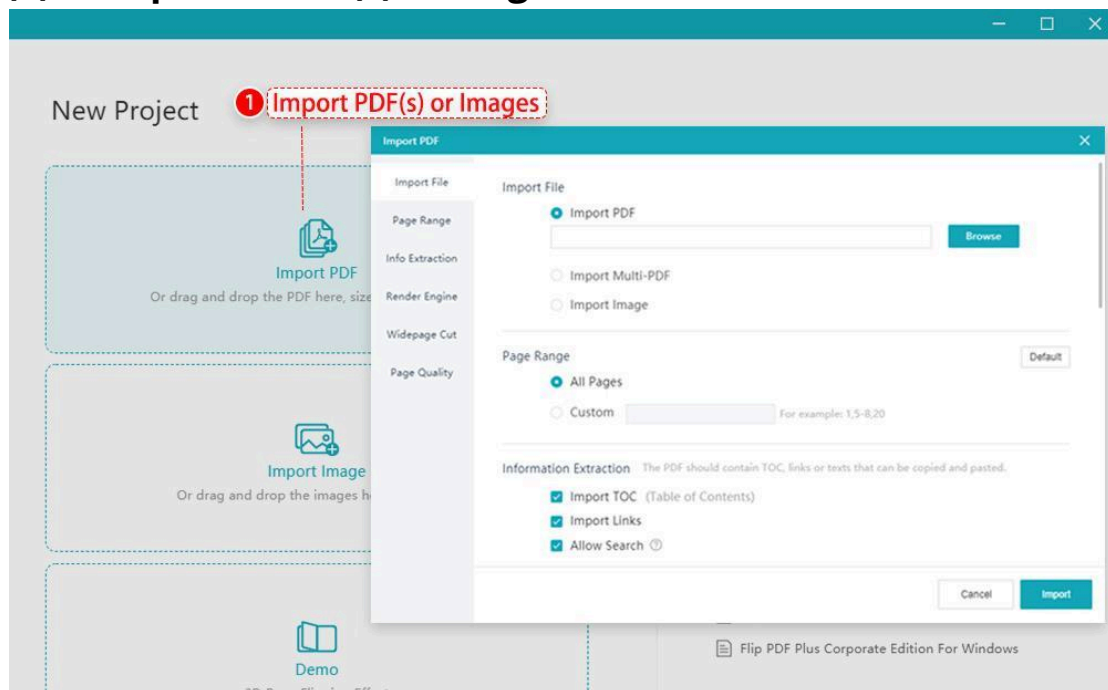 New Project
1 Import PDF(s) or Images
Import PDF
Or drag and drop the PDF here, size
Import Image
Or drag and drop the images h
Demo
Import PDF
Import File
Page Range
Info Extraction
Render Engine
Widepage Cut
Page Quality
Import File
Import PDF
Browse
Import Multi-PDF
Import Image
Page Range
Default
All Pages
Custom
For example: 1,5-8,20
Information Extraction The PDF should contain TOC, links or texts that can be copied and pasted.
Import TOC (Table of Contents)
Import Links
Allow Search
Cancel
Import
Flip PDF Plus Corporate Edition For Windows